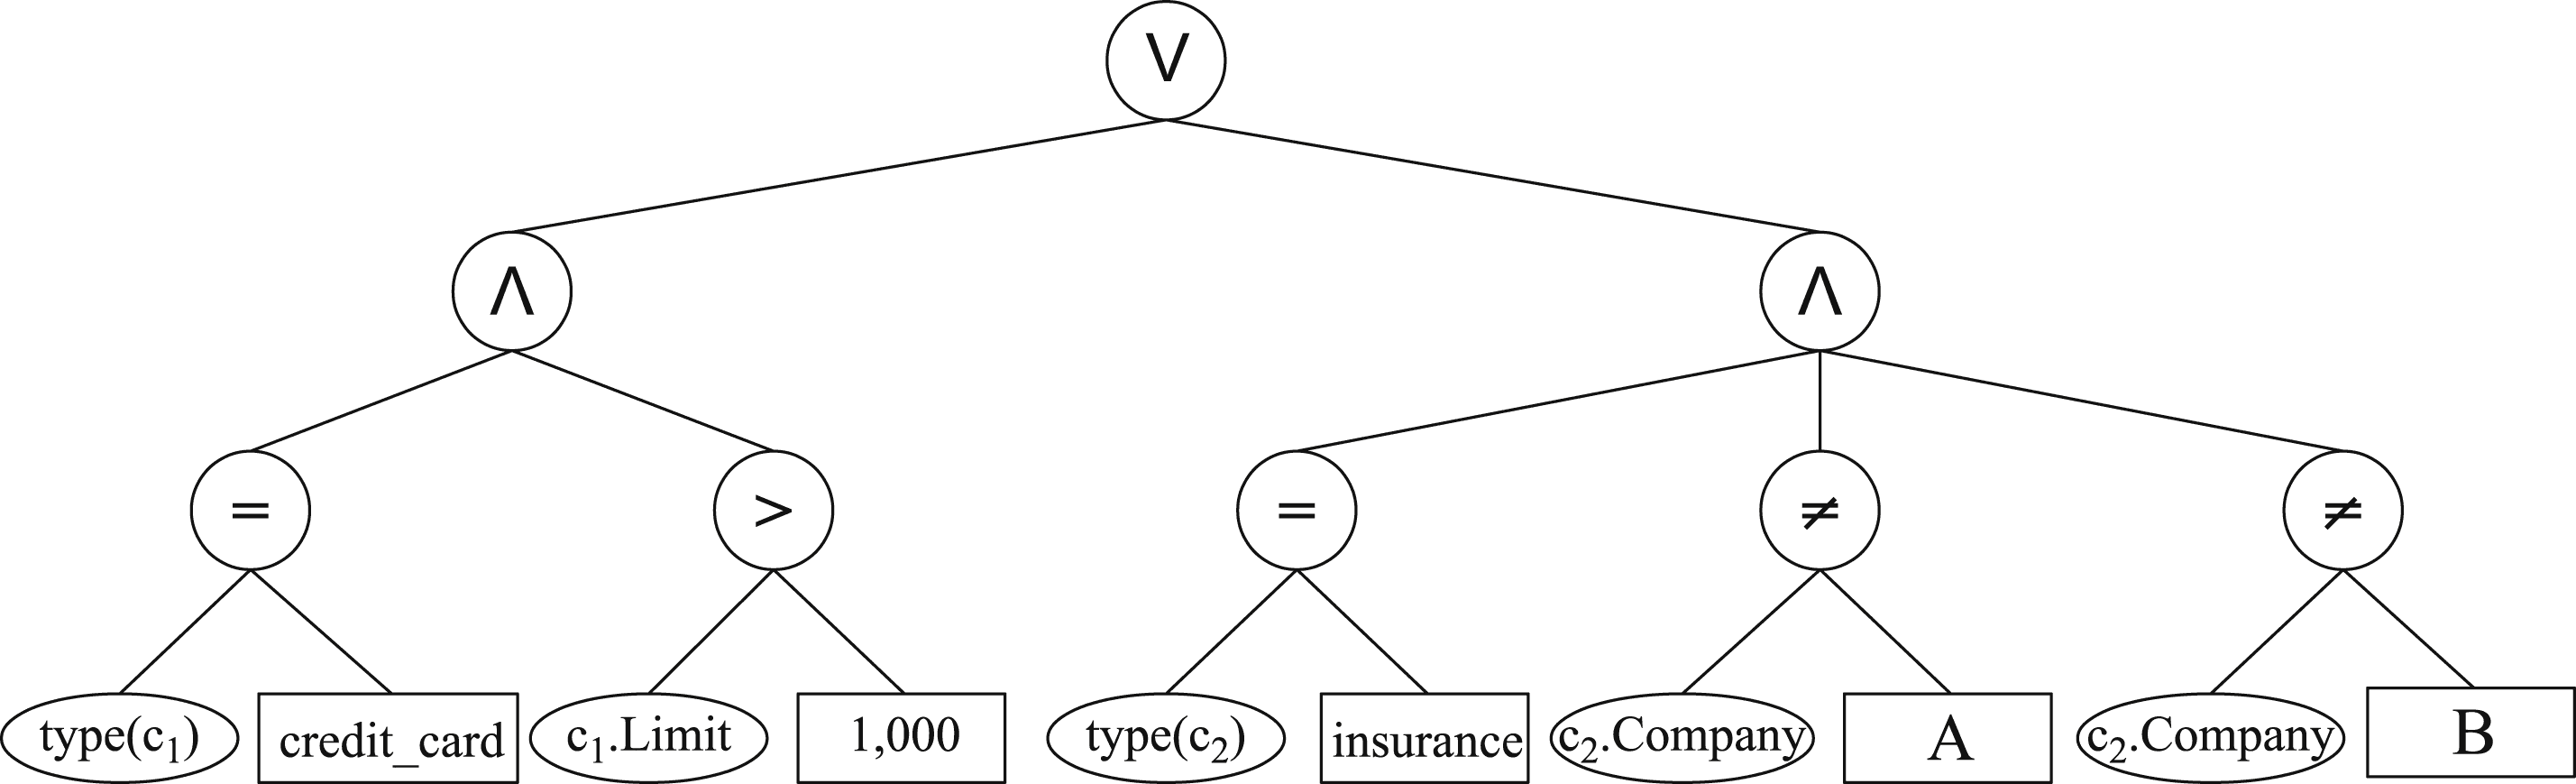 ∨
∧ ∧
= > = ≠ ≠
type(c₁) credit_card c₁.Limit 1,000 type(c₂) insurance c₂.Company A c₂.Company B